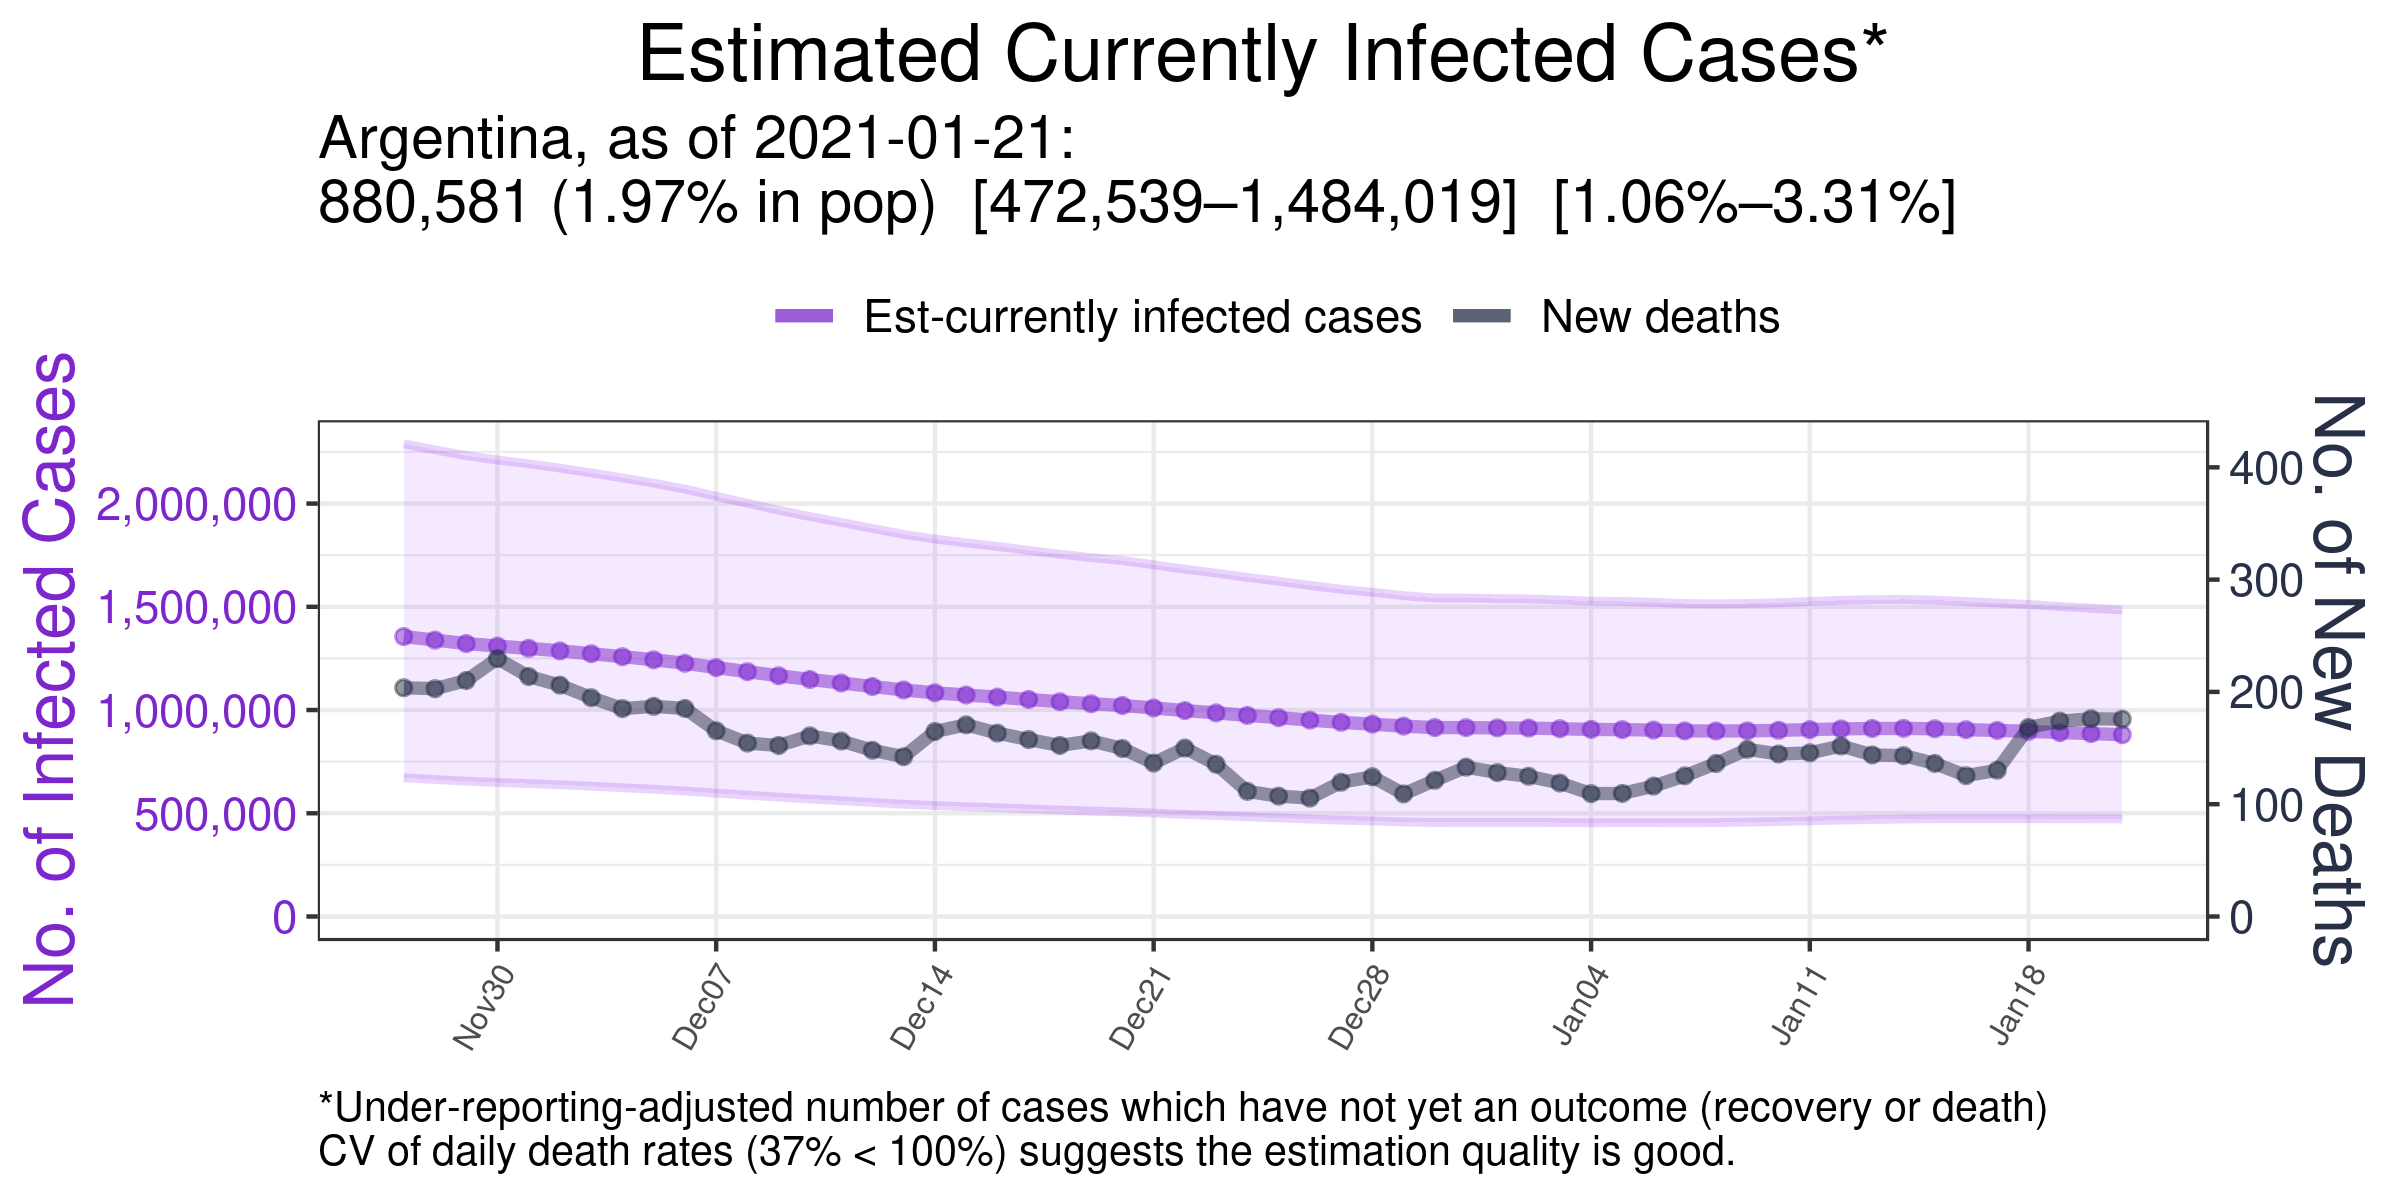 Estimated Currently Infected Cases*
Argentina, as of 2021-01-21:
880,581 (1.97% in pop) [472,539–1,484,019] [1.06%–3.31%]
Est-currently infected cases
New deaths
No. of Infected Cases
2,000,000
1,500,000
1,000,000
500,000
0
400
300
200
100
0
No. of New Deaths
Nov30
Dec07
Dec14
Dec21
Dec28
Jan04
Jan11
Jan18
*Under-reporting-adjusted number of cases which have not yet an outcome (recovery or death)
CV of daily death rates (37% < 100%) suggests the estimation quality is good.